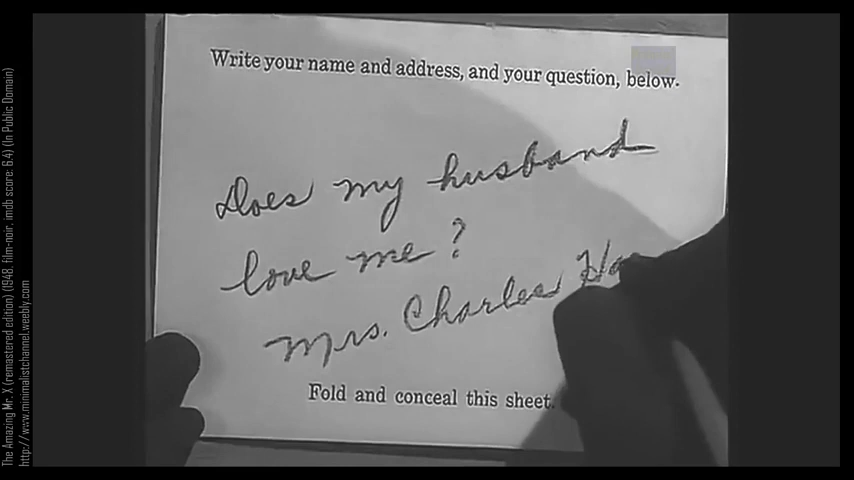 Write your name and address, and your question, below.
Does my husband
love me?
Mrs. Charles
Fold and conceal this sheet.
The Amazing Mr. X (remastered edition) (1948, film-noir, imdb score: 6.4) (In Public Domain)
http://www.minimalistchannel.weebly.com